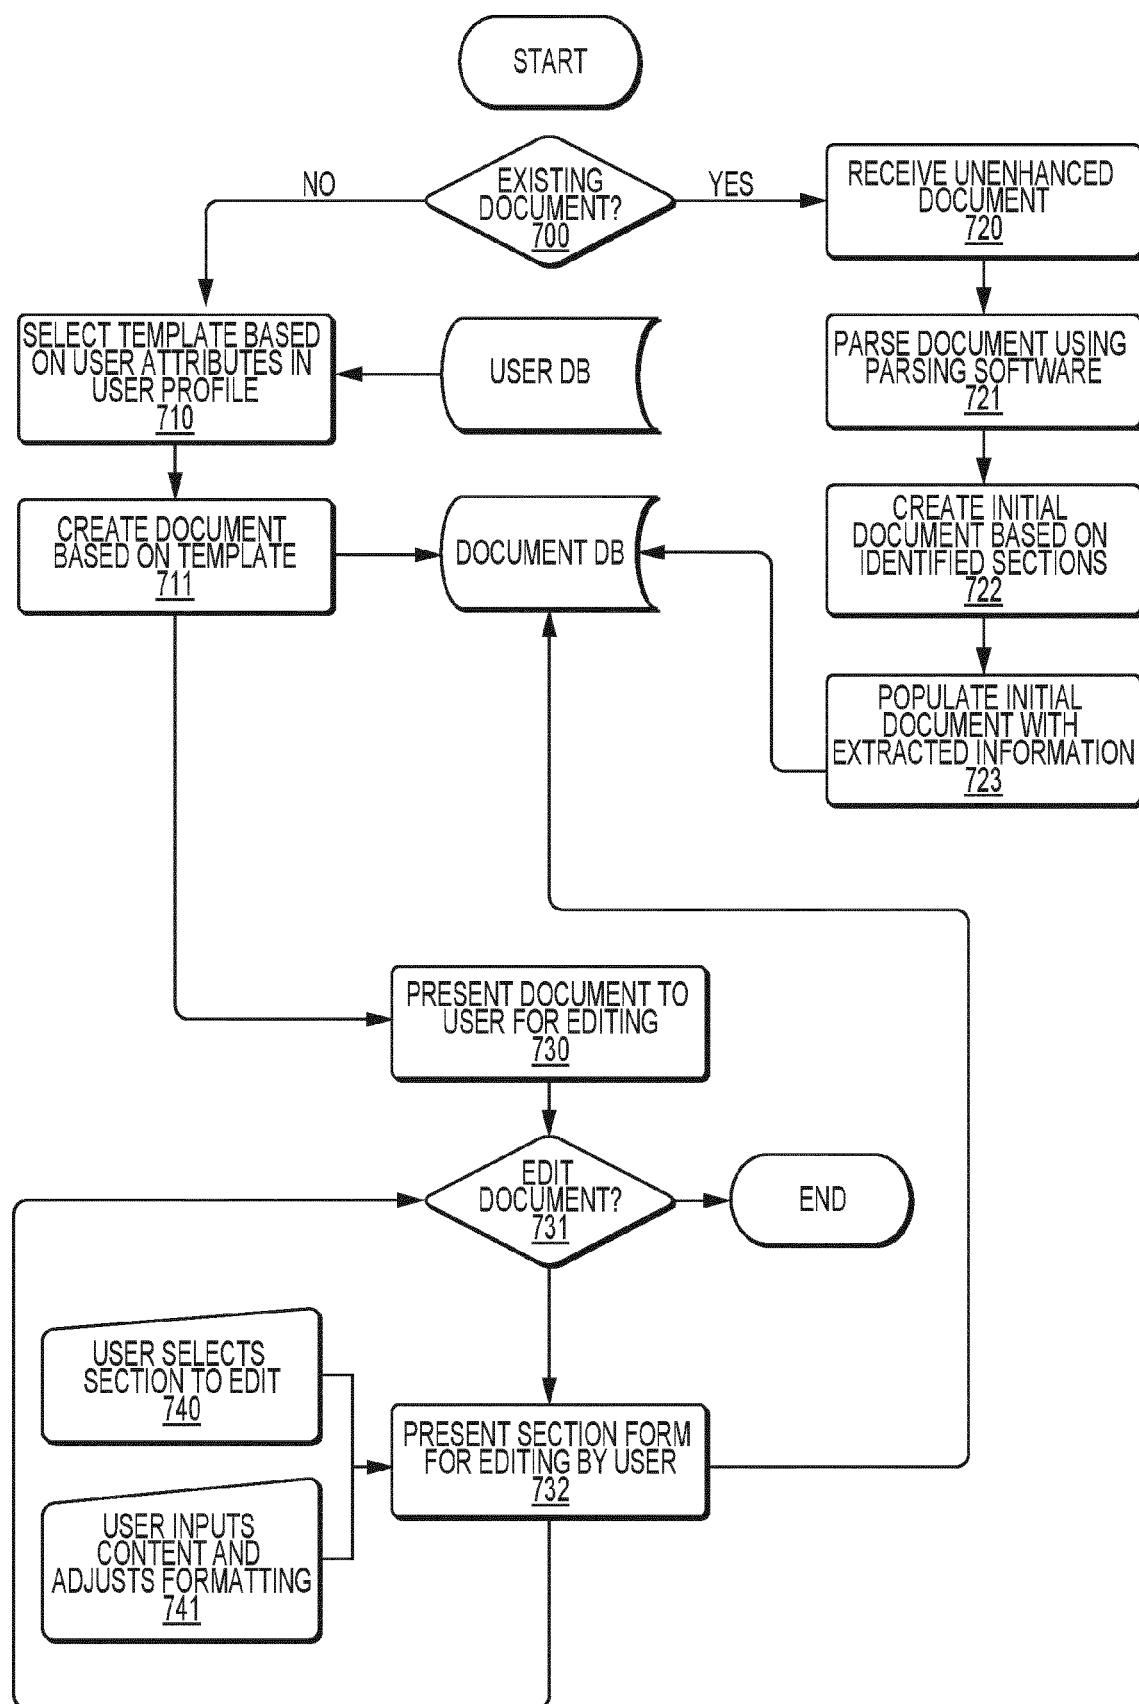 START
EXISTING
DOCUMENT?
700
NO
YES
RECEIVE UNENHANCED
DOCUMENT
720
SELECT TEMPLATE BASED
ON USER ATTRIBUTES IN
USER PROFILE
710
USER DB
PARSE DOCUMENT USING
PARSING SOFTWARE
721
CREATE DOCUMENT
BASED ON TEMPLATE
711
DOCUMENT DB
CREATE INITIAL
DOCUMENT BASED ON
IDENTIFIED SECTIONS
722
POPULATE INITIAL
DOCUMENT WITH
EXTRACTED INFORMATION
723
PRESENT DOCUMENT TO
USER FOR EDITING
730
EDIT
DOCUMENT?
731
END
USER SELECTS
SECTION TO EDIT
740
PRESENT SECTION FORM
FOR EDITING BY USER
732
USER INPUTS
CONTENT AND
ADJUSTS FORMATTING
741